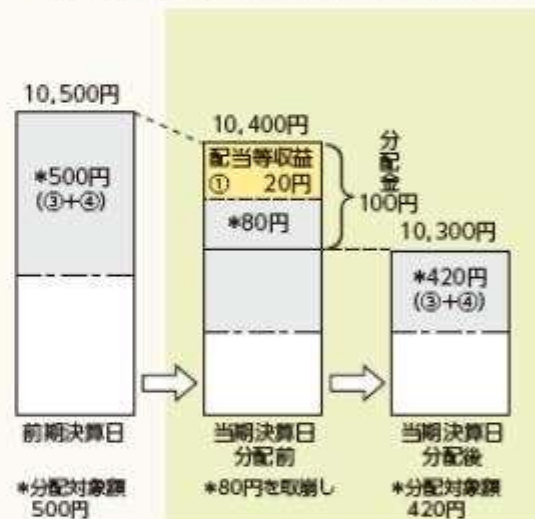 10,500円
*500円
(③+④)
前期決算日
*分配対象額
500円
10,400円
配当等収益
① 20円
*80円
分配金
100円
当期決算日
分配前
*80円を取崩し
10,300円
*420円
(③+④)
当期決算日
分配後
*分配対象額
420円